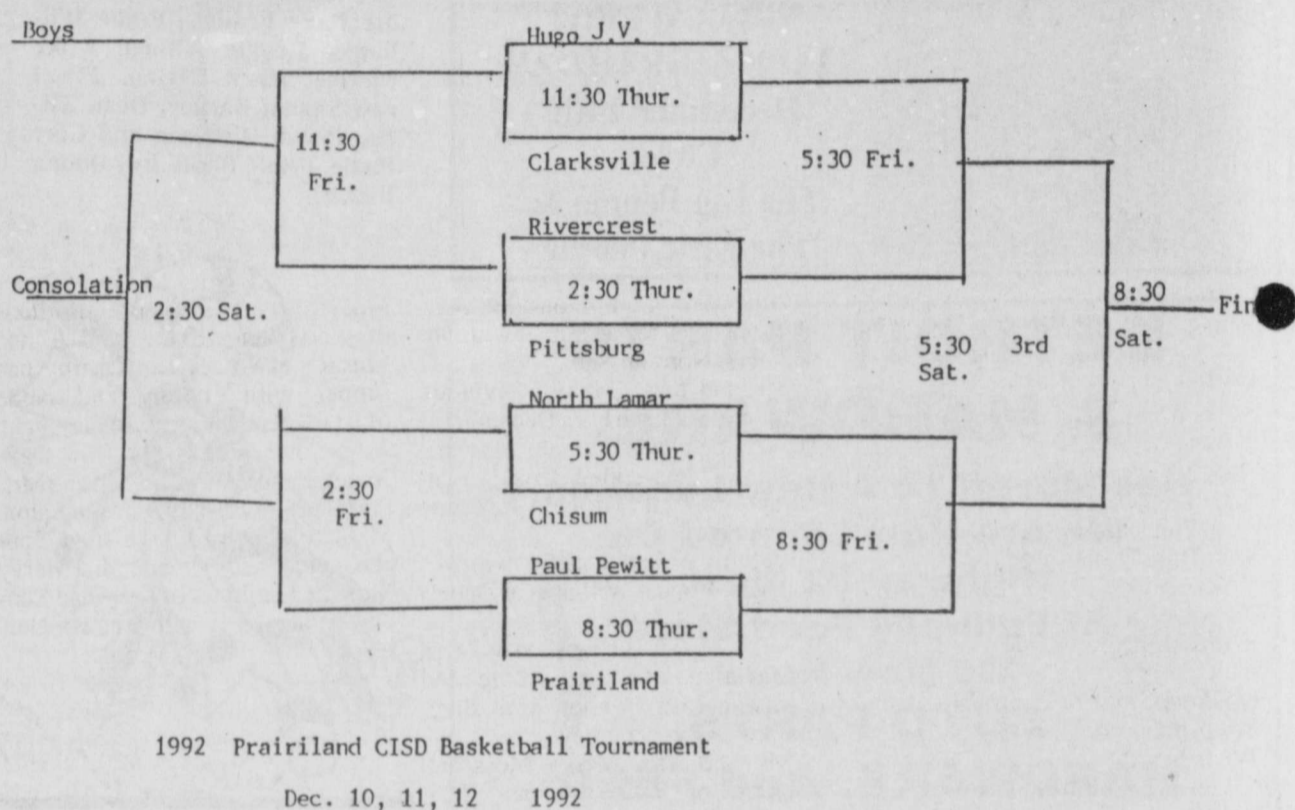 Boys
Hugo J.V.
11:30 Thur.
Clarksville
11:30
Fri.
5:30 Fri.
Rivercrest
2:30 Thur.
Pittsburg
Consolation
2:30 Sat.
8:30
Sat.
Fin
5:30 3rd
Sat.
North Lamar
5:30 Thur.
Chisum
2:30
Fri.
8:30 Fri.
Paul Pewitt
8:30 Thur.
Prairiland
1992 Prairiland CISD Basketball Tournament
Dec. 10, 11, 12 1992